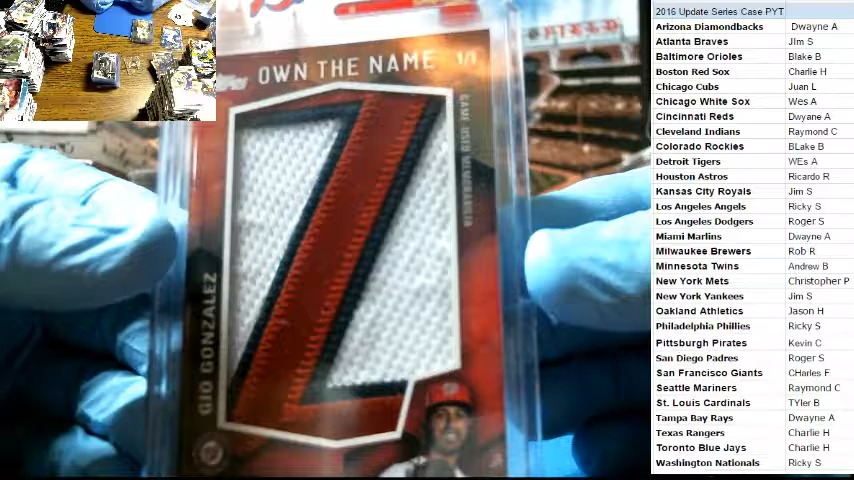 Topps
OWN THE NAME 1/1
GAME-USED MEMORABILIA
GIO GONZALEZ
FIELD
2016 Update Series Case PYT
Arizona Diamondbacks Dwayne A
Atlanta Braves JIm S
Baltimore Orioles Blake B
Boston Red Sox Charlie H
Chicago Cubs Juan L
Chicago White Sox Wes A
Cincinnati Reds Dwyane A
Cleveland Indians Raymond C
Colorado Rockies BLake B
Detroit Tigers WEs A
Houston Astros Ricardo R
Kansas City Royals Jim S
Los Angeles Angels Ricky S
Los Angeles Dodgers Roger S
Miami Marlins Dwayne A
Milwaukee Brewers Rob R
Minnesota Twins Andrew B
New York Mets Christopher P
New York Yankees Jim S
Oakland Athletics Jason H
Philadelphia Phillies Ricky S
Pittsburgh Pirates Kevin C
San Diego Padres Roger S
San Francisco Giants CHarles F
Seattle Mariners Raymond C
St. Louis Cardinals TYler B
Tampa Bay Rays Dwayne A
Texas Rangers Charlie H
Toronto Blue Jays Charlie H
Washington Nationals Ricky S